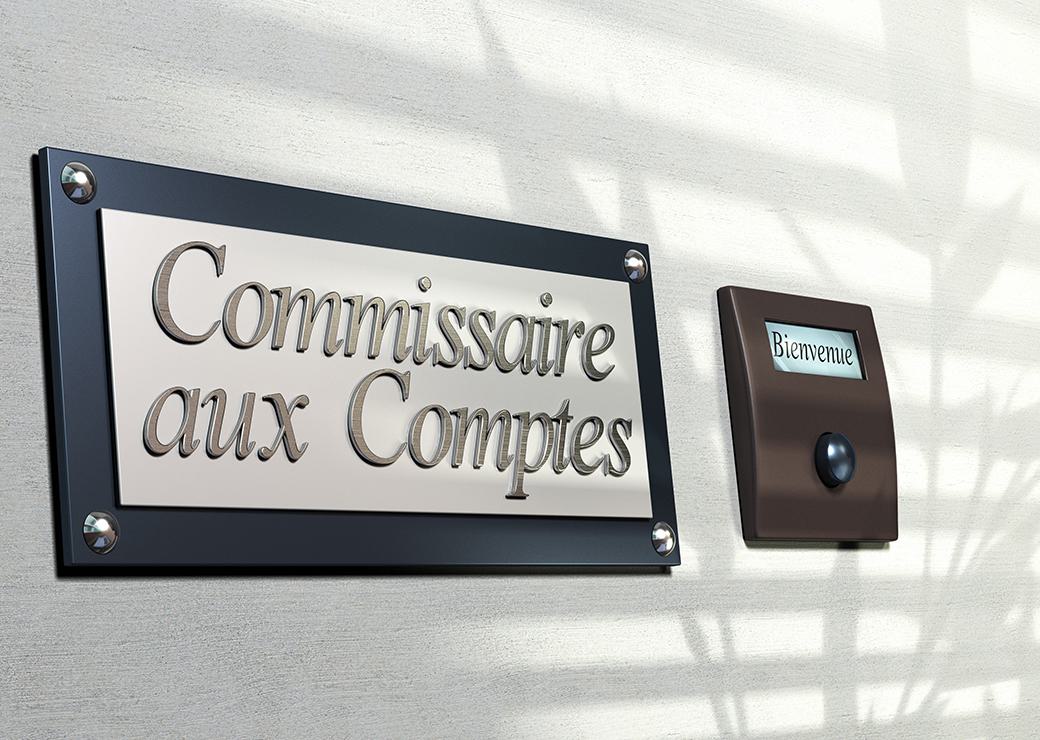 Commissaire
aux Comptes
Bienvenue